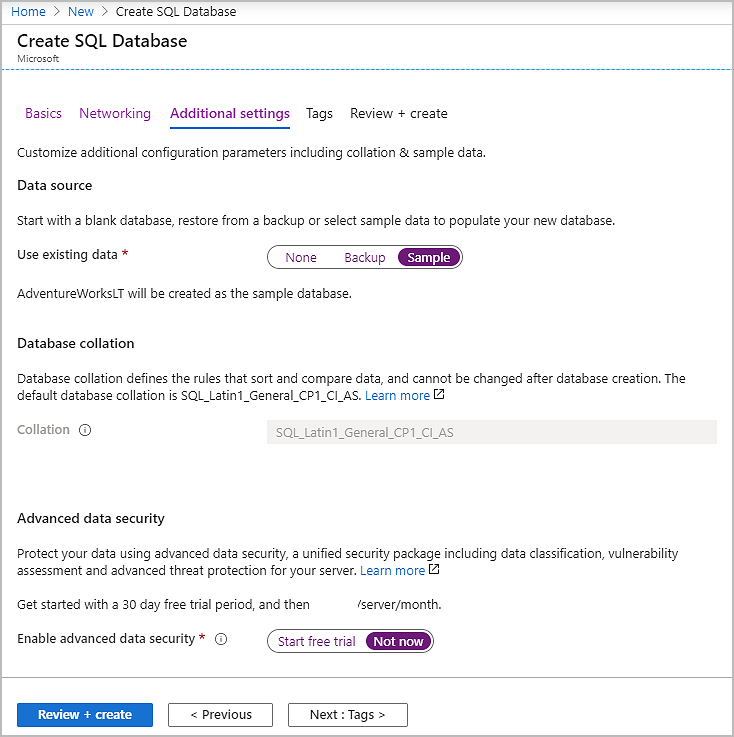 Home > New > Create SQL Database
Create SQL Database
Microsoft
Basics Networking Additional settings Tags Review + create
Customize additional configuration parameters including collation & sample data.
Data source
Start with a blank database, restore from a backup or select sample data to populate your new database.
Use existing data * None Backup Sample
AdventureWorksLT will be created as the sample database.
Database collation
Database collation defines the rules that sort and compare data, and cannot be changed after database creation. The
default database collation is SQL_Latin1_General_CP1_CI_AS. Learn more
Collation SQL_Latin1_General_CP1_CI_AS
Advanced data security
Protect your data using advanced data security, a unified security package including data classification, vulnerability
assessment and advanced threat protection for your server. Learn more
Get started with a 30 day free trial period, and then /server/month.
Enable advanced data security * Start free trial Not now
Review + create < Previous Next : Tags >